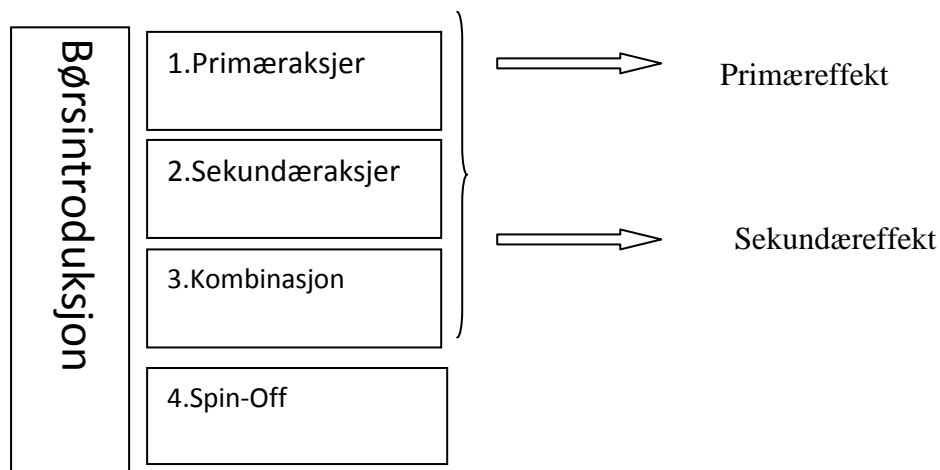 Børsintroduksjon
1.Primæraksjer
2.Sekundæraksjer
3.Kombinasjon
4.Spin-Off
Primæreffekt
Sekundæreffekt